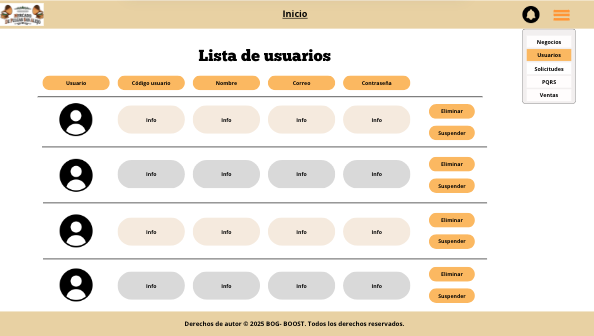 Inicio
Negocios
Usuarios
Solicitudes
PQRS
Ventas
Lista de usuarios
Usuario Código usuario Nombre Correo Contraseña
Info Info Info Info Eliminar
Suspender
Info Info Info Info Eliminar
Suspender
Info Info Info Info Eliminar
Suspender
Info Info Info Info Eliminar
Suspender
Derechos de autor © 2025 BOG- BOOST. Todos los derechos reservados.